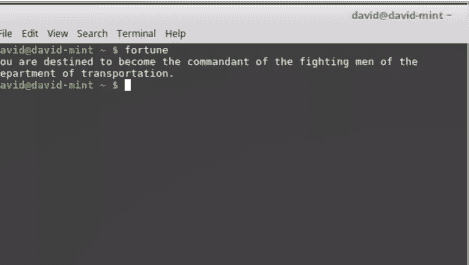 david@david-mint ~
File Edit View Search Terminal Help
avid@david-mint ~ $ fortune
ou are destined to become the commandant of the fighting men of the
epartment of transportation.
avid@david-mint ~ $